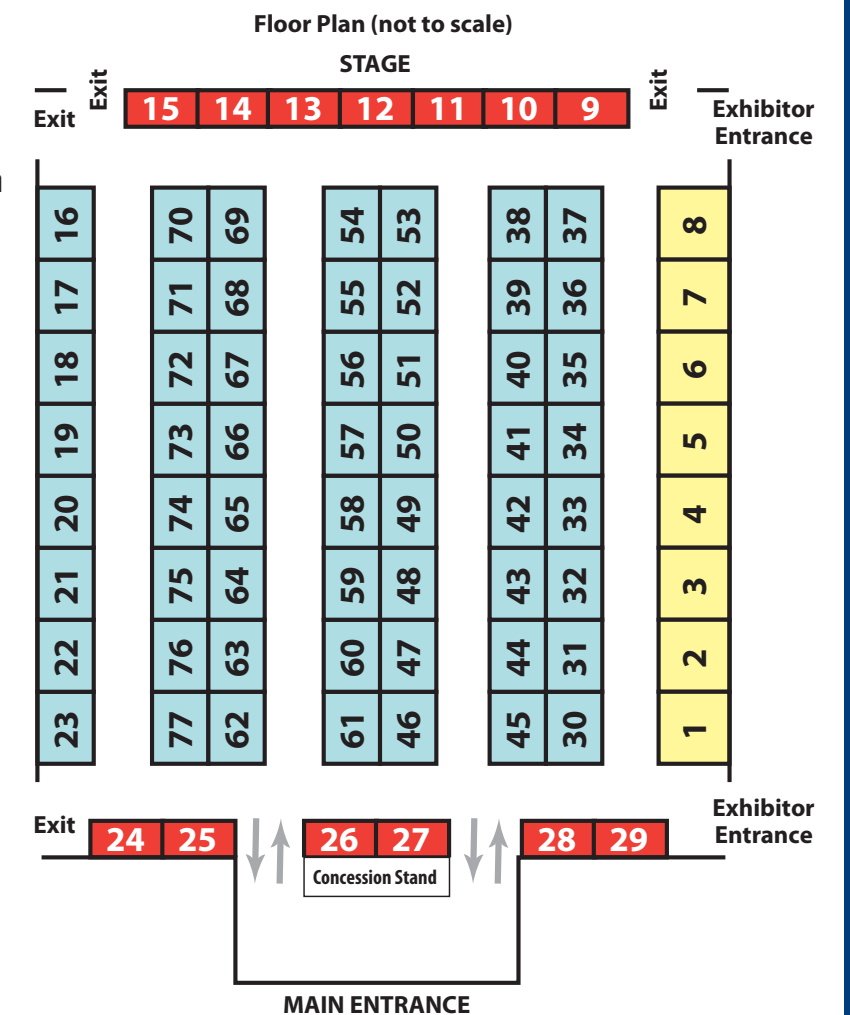 Floor Plan (not to scale)
STAGE
Exit
Exit
Exit
Exhibitor
Entrance
15 14 13 12 11 10 9
16 70 69 54 53 38 37 8
17 71 68 55 52 39 36 7
18 72 67 56 51 40 35 6
19 73 66 57 50 41 34 5
20 74 65 58 49 42 33 4
21 75 64 59 48 43 32 3
22 76 63 60 47 44 31 2
23 77 62 61 46 45 30 1
Exit
Exhibitor
Entrance
24 25 26 27 28 29
Concession Stand
MAIN ENTRANCE